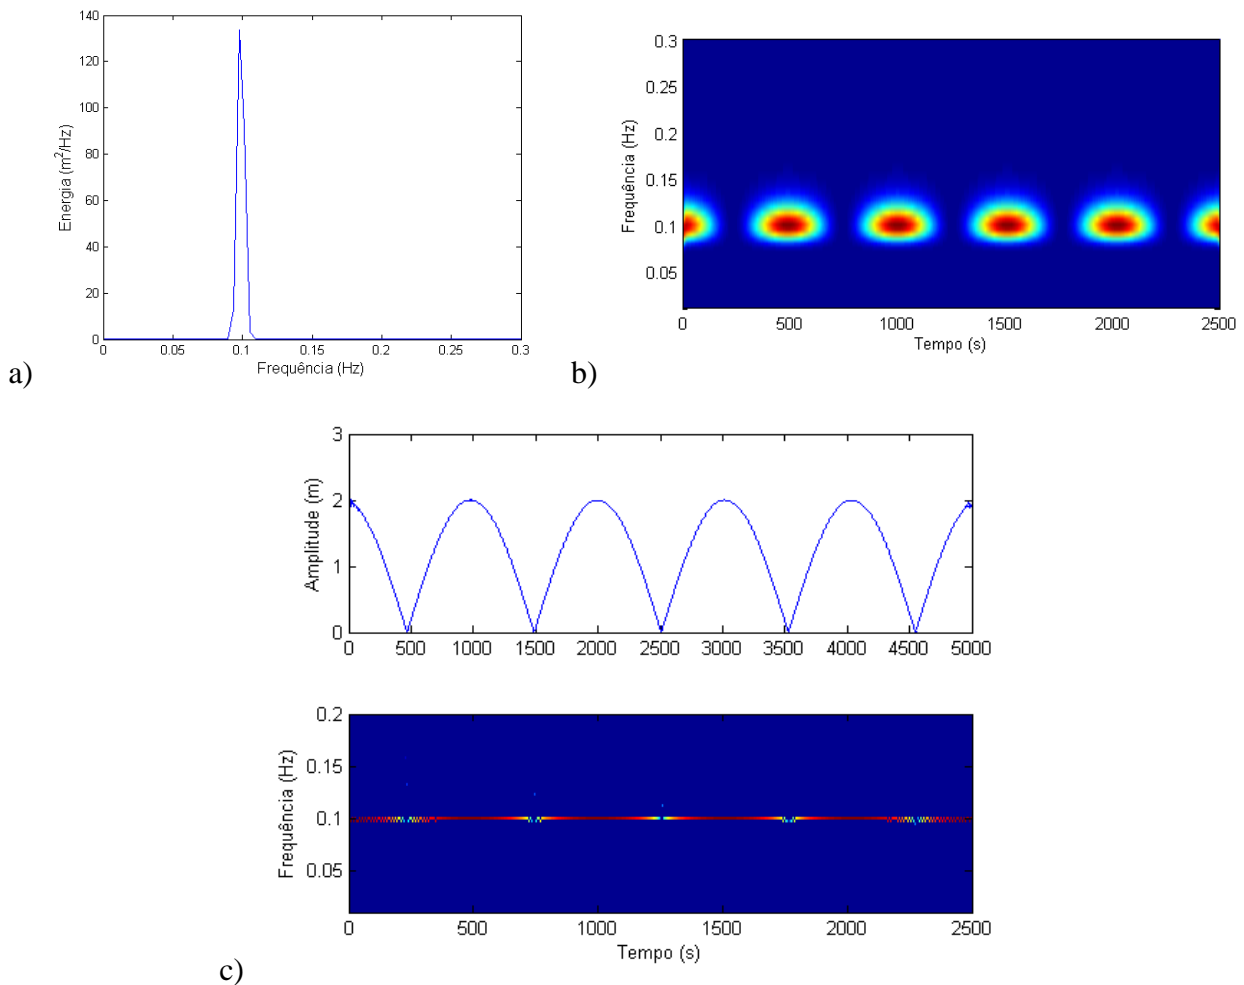 140
120
100
80
60
40
20
0
Energia (m²/Hz)
0 0.05 0.1 0.15 0.2 0.25 0.3
Frequência (Hz)
a)
0.3
0.25
0.2
0.15
0.1
0.05
Frequência (Hz)
0 500 1000 1500 2000 2500
Tempo (s)
b)
3
2
1
0
Amplitude (m)
0 500 1000 1500 2000 2500 3000 3500 4000 4500 5000
0.2
0.15
0.1
0.05
Frequência (Hz)
0 500 1000 1500 2000 2500
Tempo (s)
c)